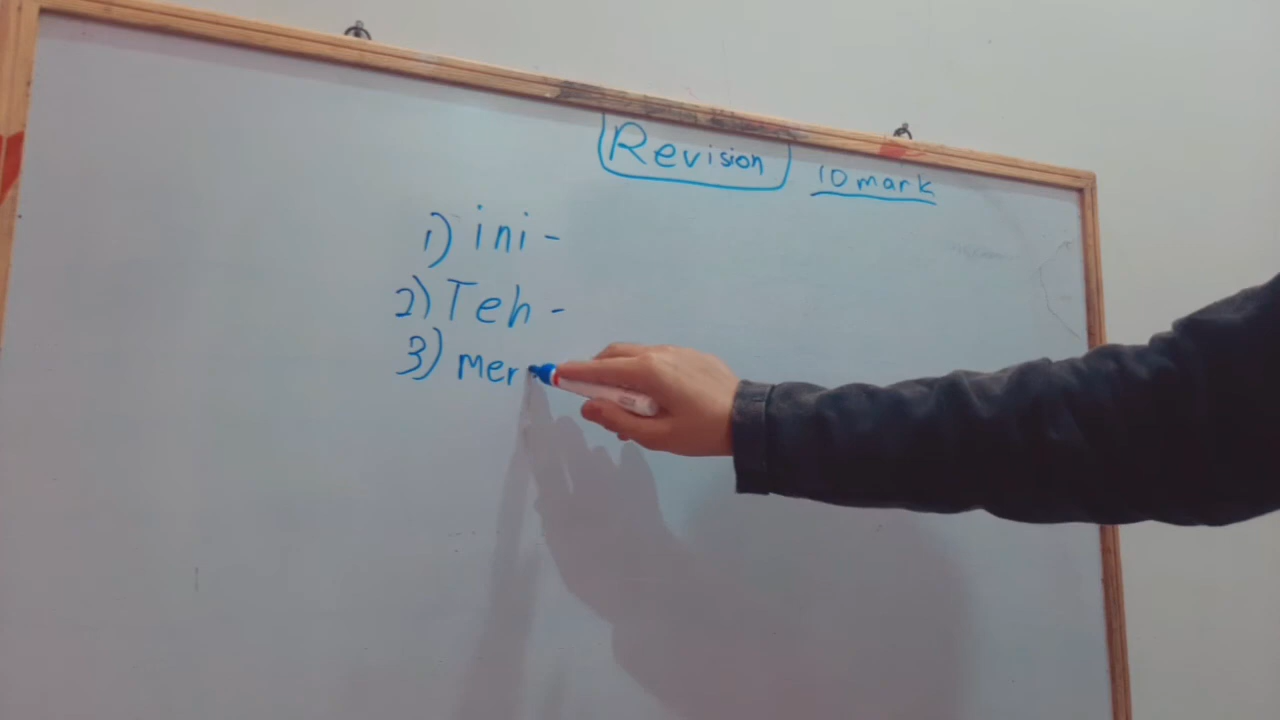 Revision 10 mark
1) ini -
2) Teh -
3) mer